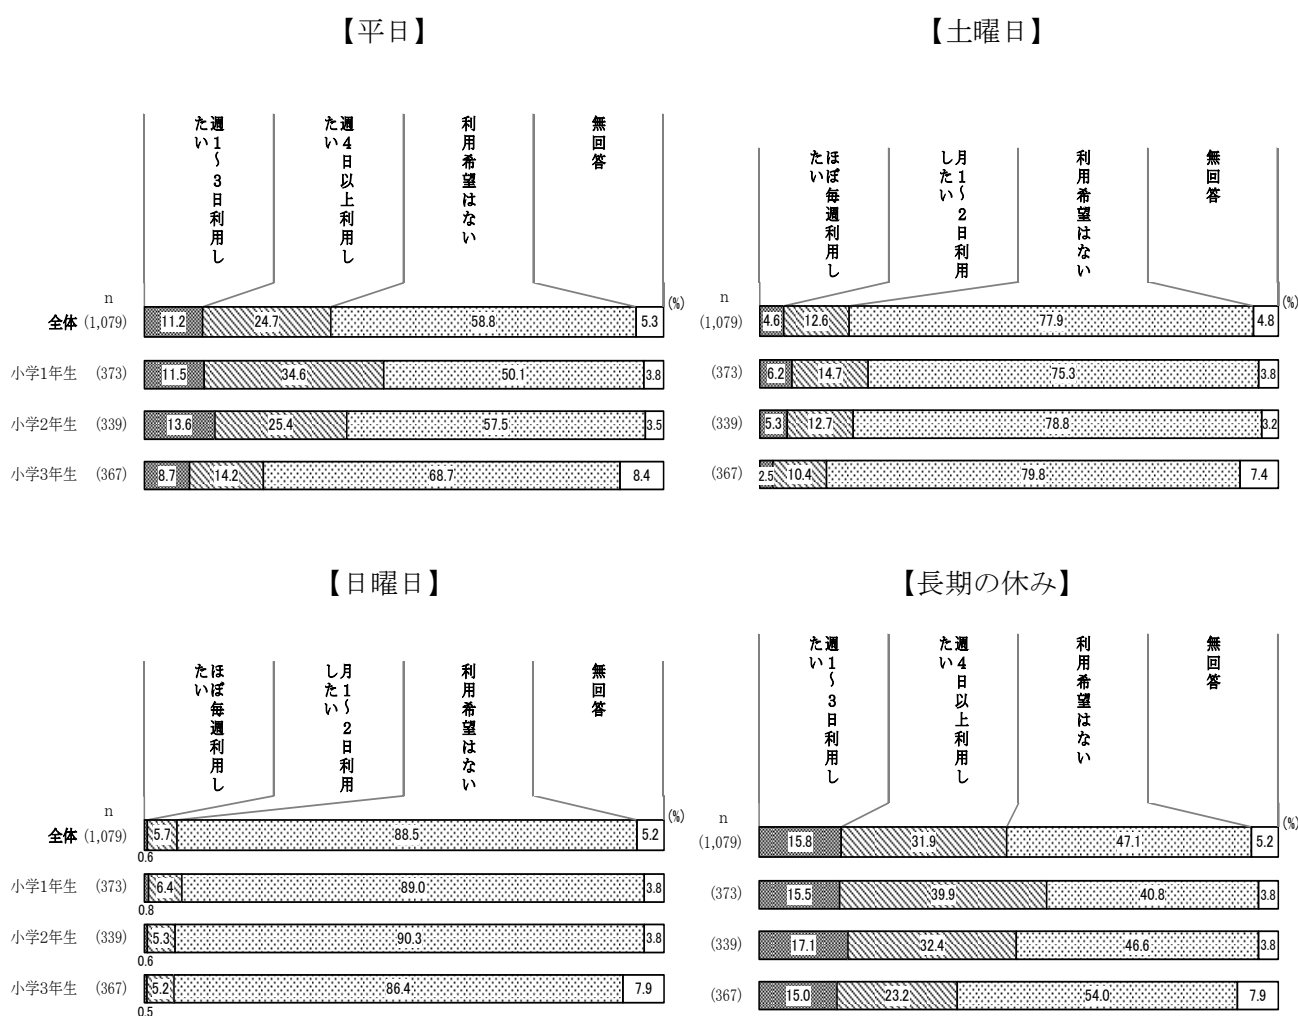 【平日】
週1～3日利用し
たい
週4日以上利用し
たい
利用希望はない
無回答
n
(%)
全体 (1,079) 11.2 24.7 58.8 5.3
小学1年生 (373) 11.5 34.6 50.1 3.8
小学2年生 (339) 13.6 25.4 57.5 3.5
小学3年生 (367) 8.7 14.2 68.7 8.4
【土曜日】
ほぼ毎週利用し
たい
月1～2日利用
したい
利用希望はない
無回答
n
(%)
(1,079) 4.6 12.6 77.9 4.8
(373) 6.2 14.7 75.3 3.8
(339) 5.3 12.7 78.8 3.2
(367) 2.5 10.4 79.8 7.4
【日曜日】
ほぼ毎週利用し
たい
月1～2日利用
したい
利用希望はない
無回答
n
(%)
全体 (1,079) 5.7 88.5 5.2
0.6
小学1年生 (373) 6.4 89.0 3.8
0.8
小学2年生 (339) 5.3 90.3 3.8
0.6
小学3年生 (367) 5.2 86.4 7.9
0.5
【長期の休み】
週1～3日利用し
たい
週4日以上利用し
たい
利用希望はない
無回答
n
(%)
(1,079) 15.8 31.9 47.1 5.2
(373) 15.5 39.9 40.8 3.8
(339) 17.1 32.4 46.6 3.8
(367) 15.0 23.2 54.0 7.9